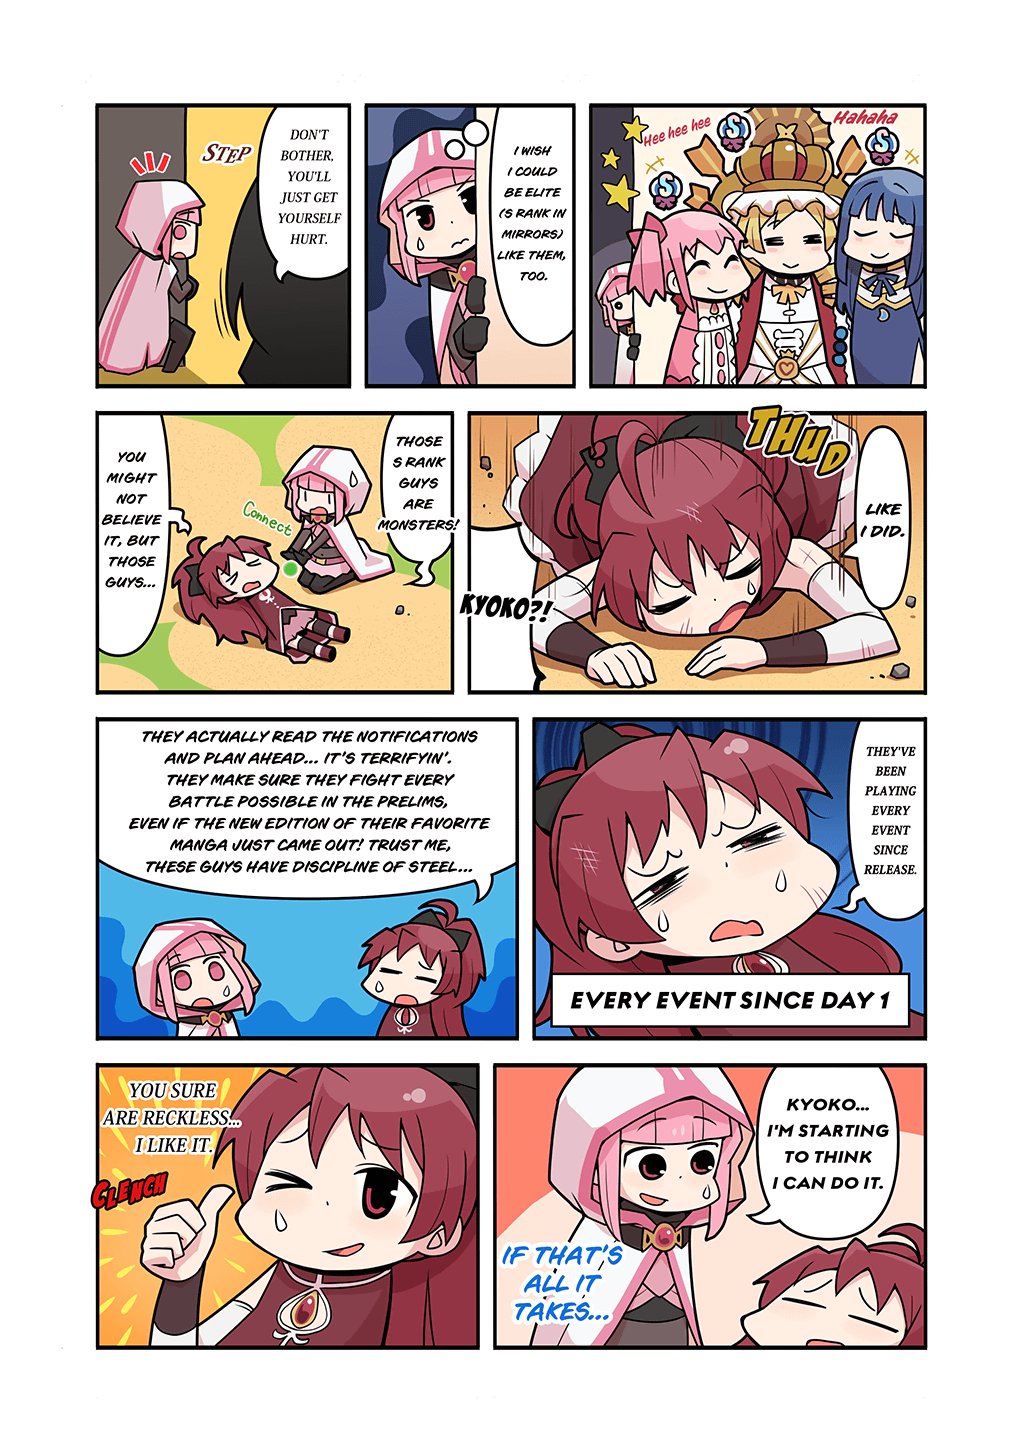 Hahaha
Hee hee hee
S
S
S
I WISH
I COULD
BE ELITE
(S RANK IN
MIRRORS)
LIKE THEM,
TOO.
DON'T
BOTHER,
YOU'LL
JUST GET
YOURSELF
HURT.
STEP
THUD
LIKE
I DID.
KYOKO?!
THOSE
S RANK
GUYS
ARE
MONSTERS!
Connect
YOU
MIGHT
NOT
BELIEVE
IT, BUT
THOSE
GUYS...
THEY'VE
BEEN
PLAYING
EVERY
EVENT
SINCE
RELEASE.
EVERY EVENT SINCE DAY 1
THEY ACTUALLY READ THE NOTIFICATIONS
AND PLAN AHEAD... IT'S TERRIFYIN'.
THEY MAKE SURE THEY FIGHT EVERY
BATTLE POSSIBLE IN THE PRELIMS,
EVEN IF THE NEW EDITION OF THEIR FAVORITE
MANGA JUST CAME OUT! TRUST ME,
THESE GUYS HAVE DISCIPLINE OF STEEL...
KYOKO...
I'M STARTING
TO THINK
I CAN DO IT.
IF THAT'S
ALL IT
TAKES...
YOU SURE
ARE RECKLESS...
I LIKE IT.
CLENCH